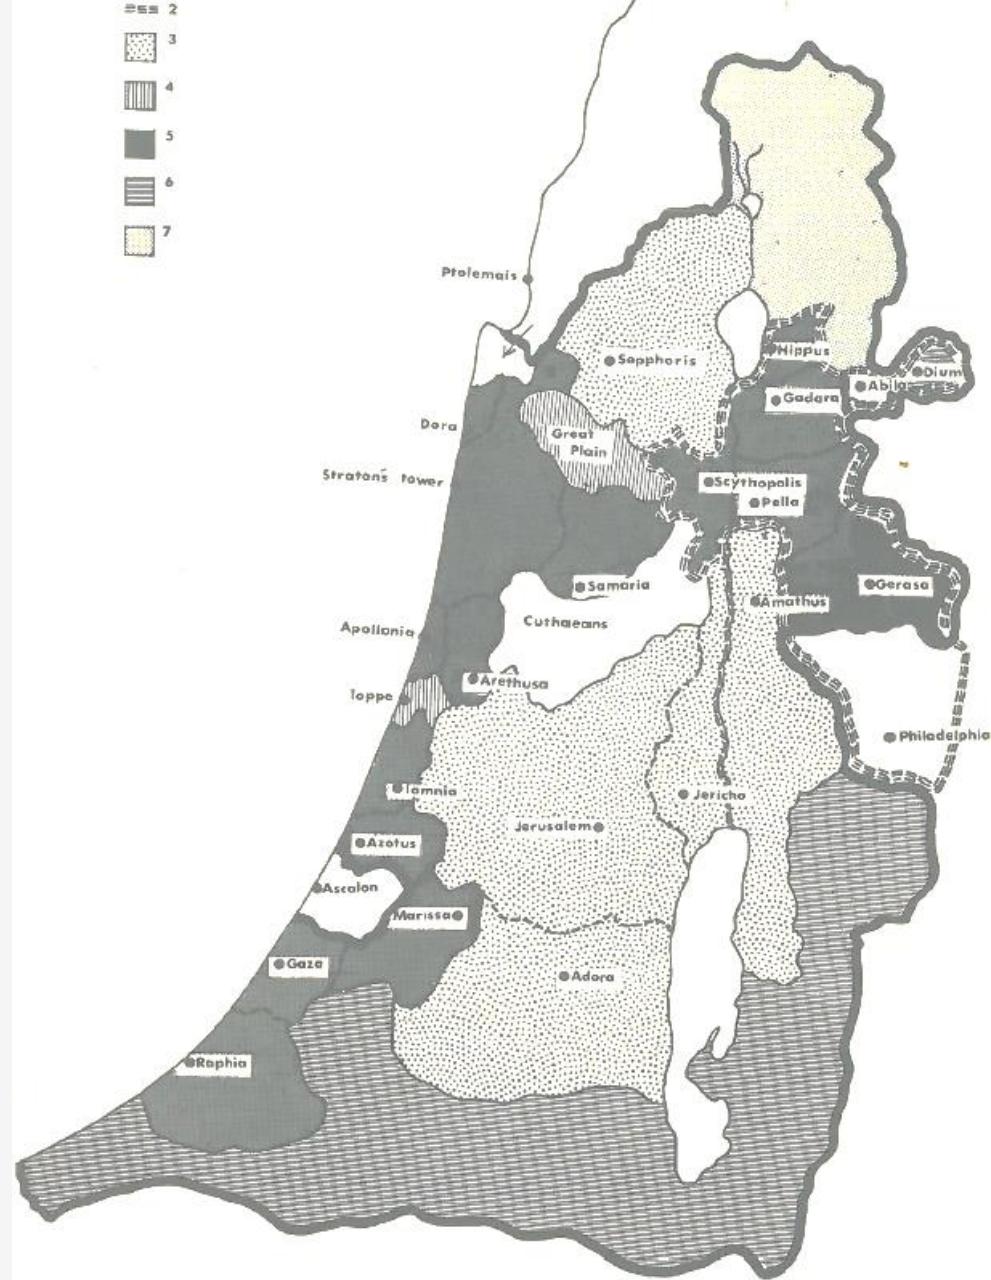 2
3
4
5
6
7
Ptolemais
Sepphoris
Hippus
Dium
Abila
Gadara
Dora
Great
Plain
Straton's tower
Scythopolis
Pella
Samaria
Gerasa
Amathus
Cuthaeans
Apollonia
Arethusa
Ioppe
Philadelphia
Iamnia
Jericho
Jerusalem
Azotus
Ascalon
Marissa
Gaza
Adora
Raphia